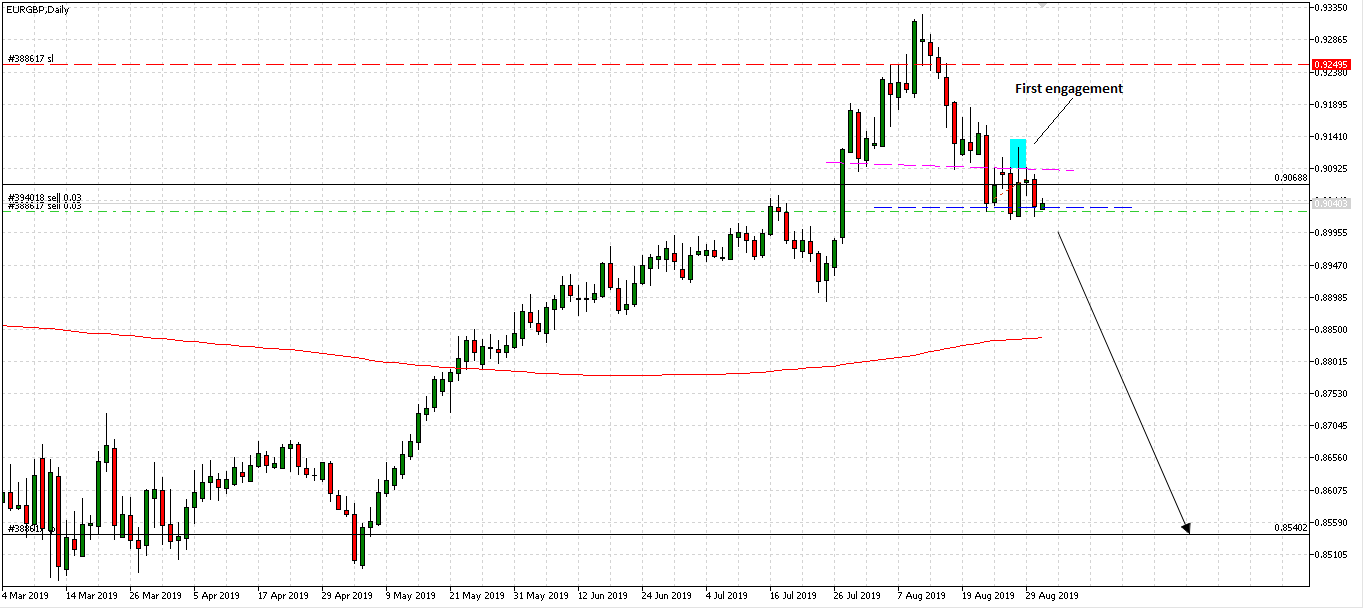 EURGBP,Daily
#388617 sl
First engagement
0.90688
#394018 sell 0.03
#388617 sell 0.03
0.85402
0.93350
0.92865
0.92495
0.92380
0.91895
0.91410
0.90925
0.90403
0.89955
0.89470
0.88985
0.88500
0.88015
0.87530
0.87045
0.86560
0.86075
0.85590
0.85105
4 Mar 2019
14 Mar 2019
26 Mar 2019
5 Apr 2019
17 Apr 2019
29 Apr 2019
9 May 2019
21 May 2019
31 May 2019
12 Jun 2019
24 Jun 2019
4 Jul 2019
16 Jul 2019
26 Jul 2019
7 Aug 2019
19 Aug 2019
29 Aug 2019